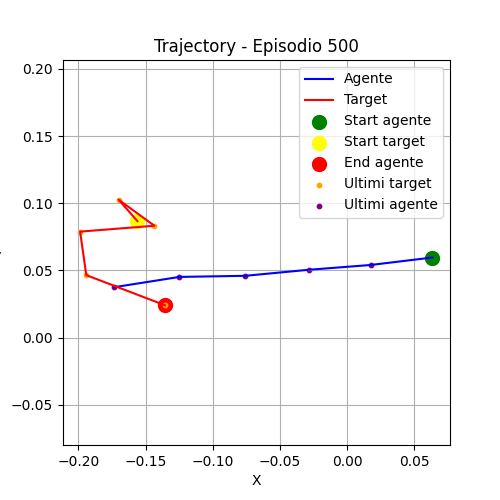 Trajectory - Episodio 500
0.20
0.15
0.10
0.05
0.00
−0.05
Agente
Target
Start agente
Start target
End agente
Ultimi target
Ultimi agente
−0.20 −0.15 −0.10 −0.05 0.00 0.05
X